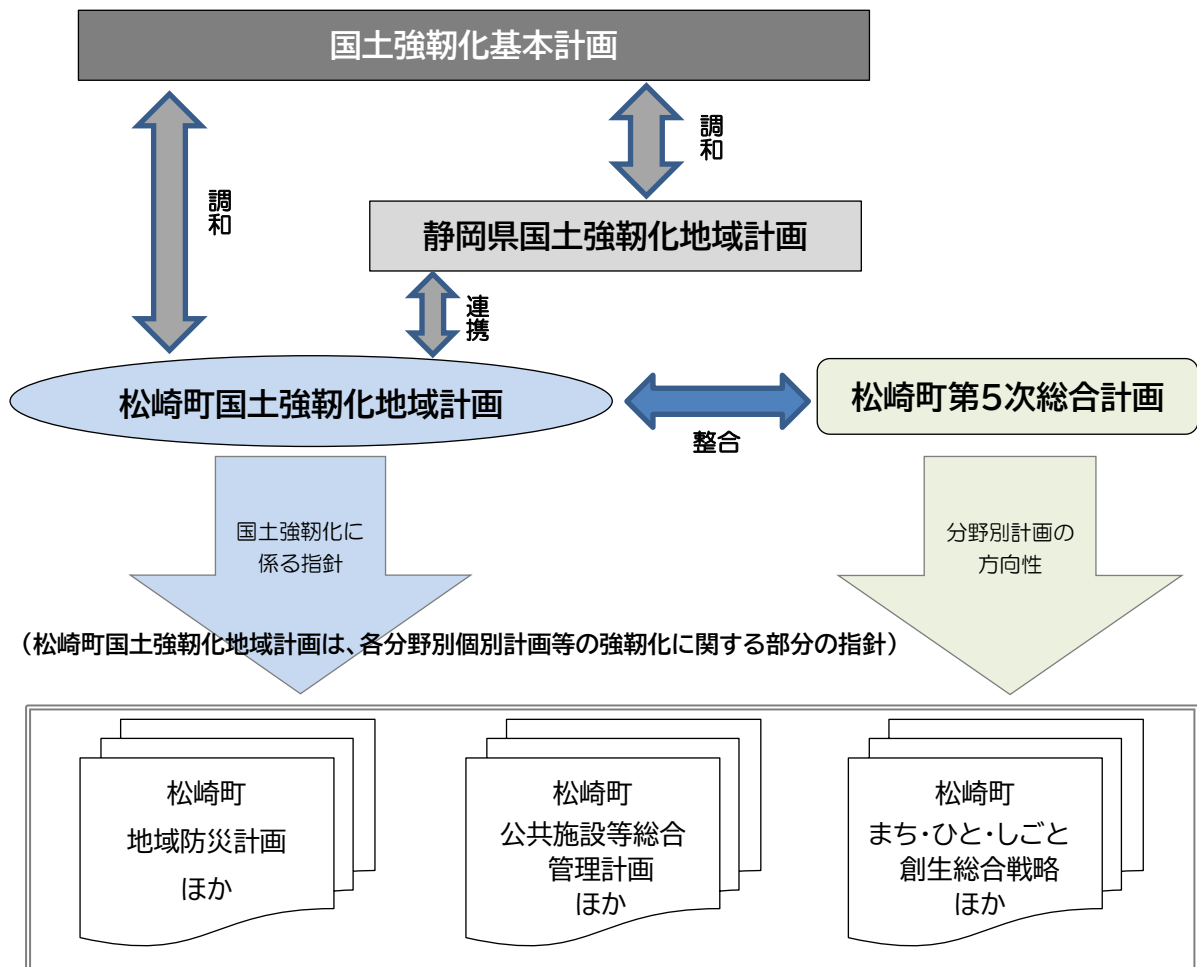 国土強靭化基本計画
調和
調和
静岡県国土強靭化地域計画
連携
松崎町国土強靭化地域計画
整合
松崎町第5次総合計画
国土強靭化に
係る指針
分野別計画の
方向性
（松崎町国土強靭化地域計画は、各分野別個別計画等の強靭化に関する部分の指針）
松崎町
地域防災計画
ほか
松崎町
公共施設等総合
管理計画
ほか
松崎町
まち・ひと・しごと
創生総合戦略
ほか